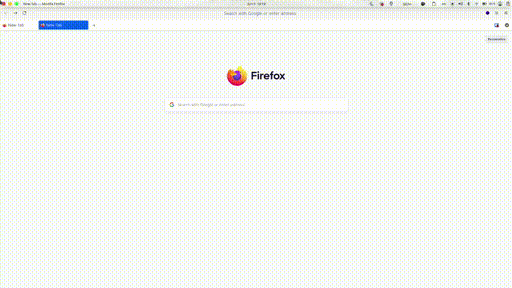 New Tab — Mozilla Firefox
Search with Google or enter address
New Tab
New Tab
Firefox
Search with Google or enter address